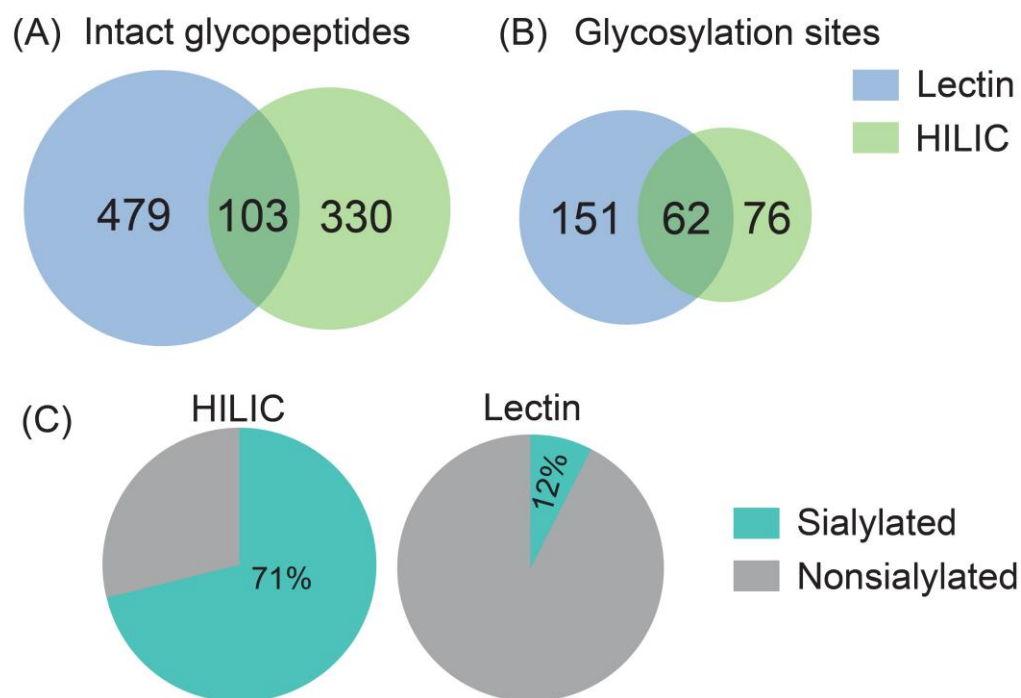 (A) Intact glycopeptides
(B) Glycosylation sites
Lectin
HILIC
479 103 330
151 62 76
(C)
HILIC
Lectin
71%
12%
Sialylated
Nonsialylated